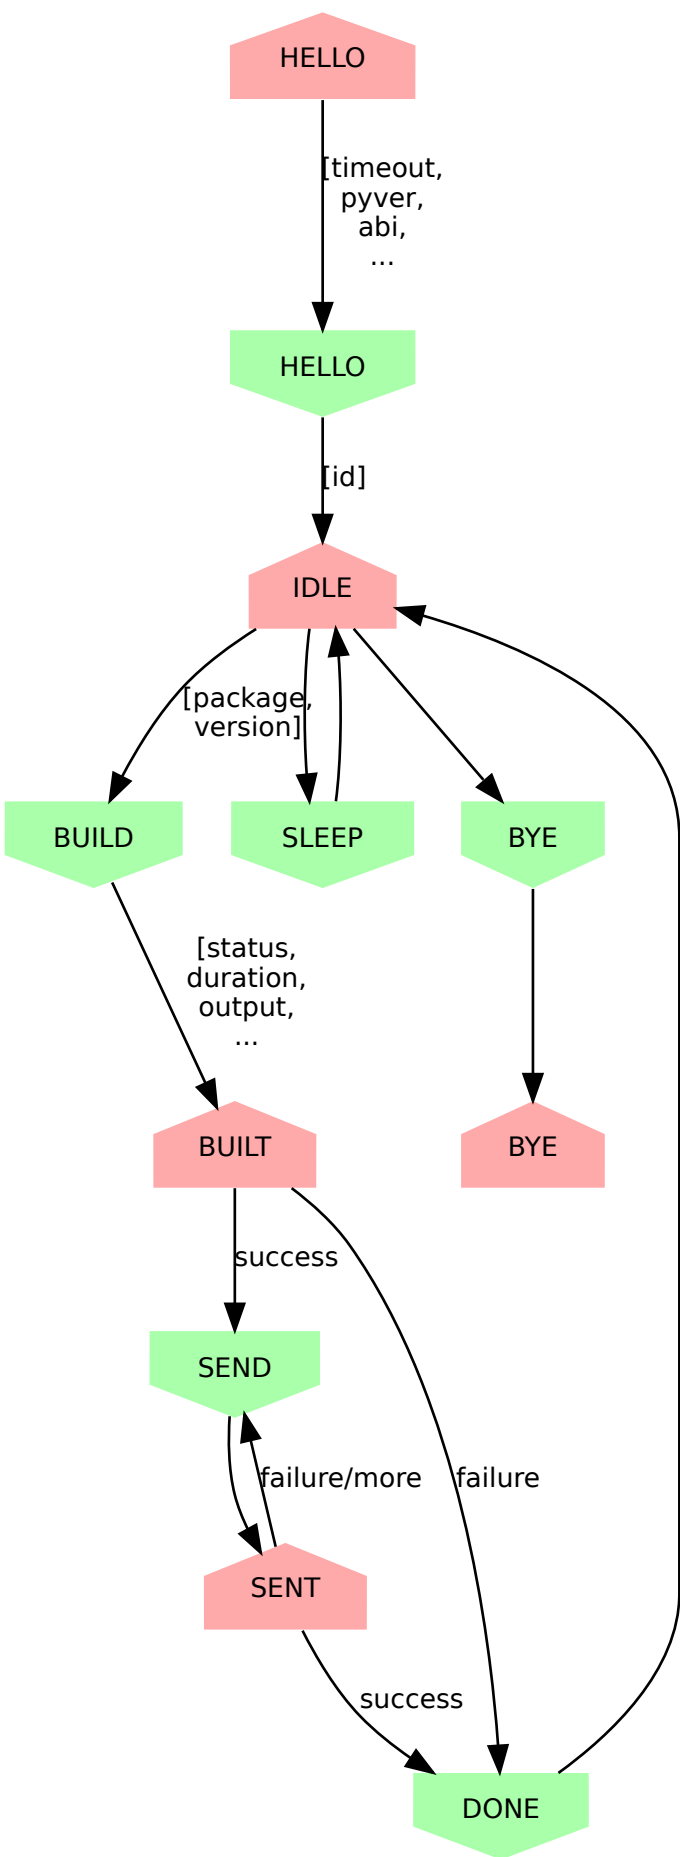 HELLO
[timeout,
pyver,
abi,
...
HELLO
[id]
IDLE
[package,
version]
BUILD
SLEEP
BYE
[status,
duration,
output,
...
BUILT
BYE
success
SEND
failure/more
failure
SENT
success
DONE